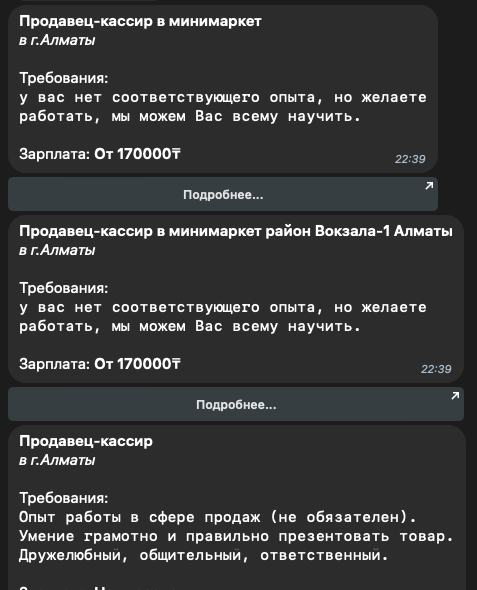 Продавец-кассир в минимаркет
в г.Алматы
Требования:
у вас нет соответствующего опыта, но желаете
работать, мы можем Вас всему научить.
Зарплата: От 170000₸
22:39
Подробнее...
Продавец-кассир в минимаркет район Вокзала-1 Алматы
в г.Алматы
Требования:
у вас нет соответствующего опыта, но желаете
работать, мы можем Вас всему научить.
Зарплата: От 170000₸
22:39
Подробнее...
Продавец-кассир
в г.Алматы
Требования:
Опыт работы в сфере продаж (не обязателен).
Умение грамотно и правильно презентовать товар.
Дружелюбный, общительный, ответственный.